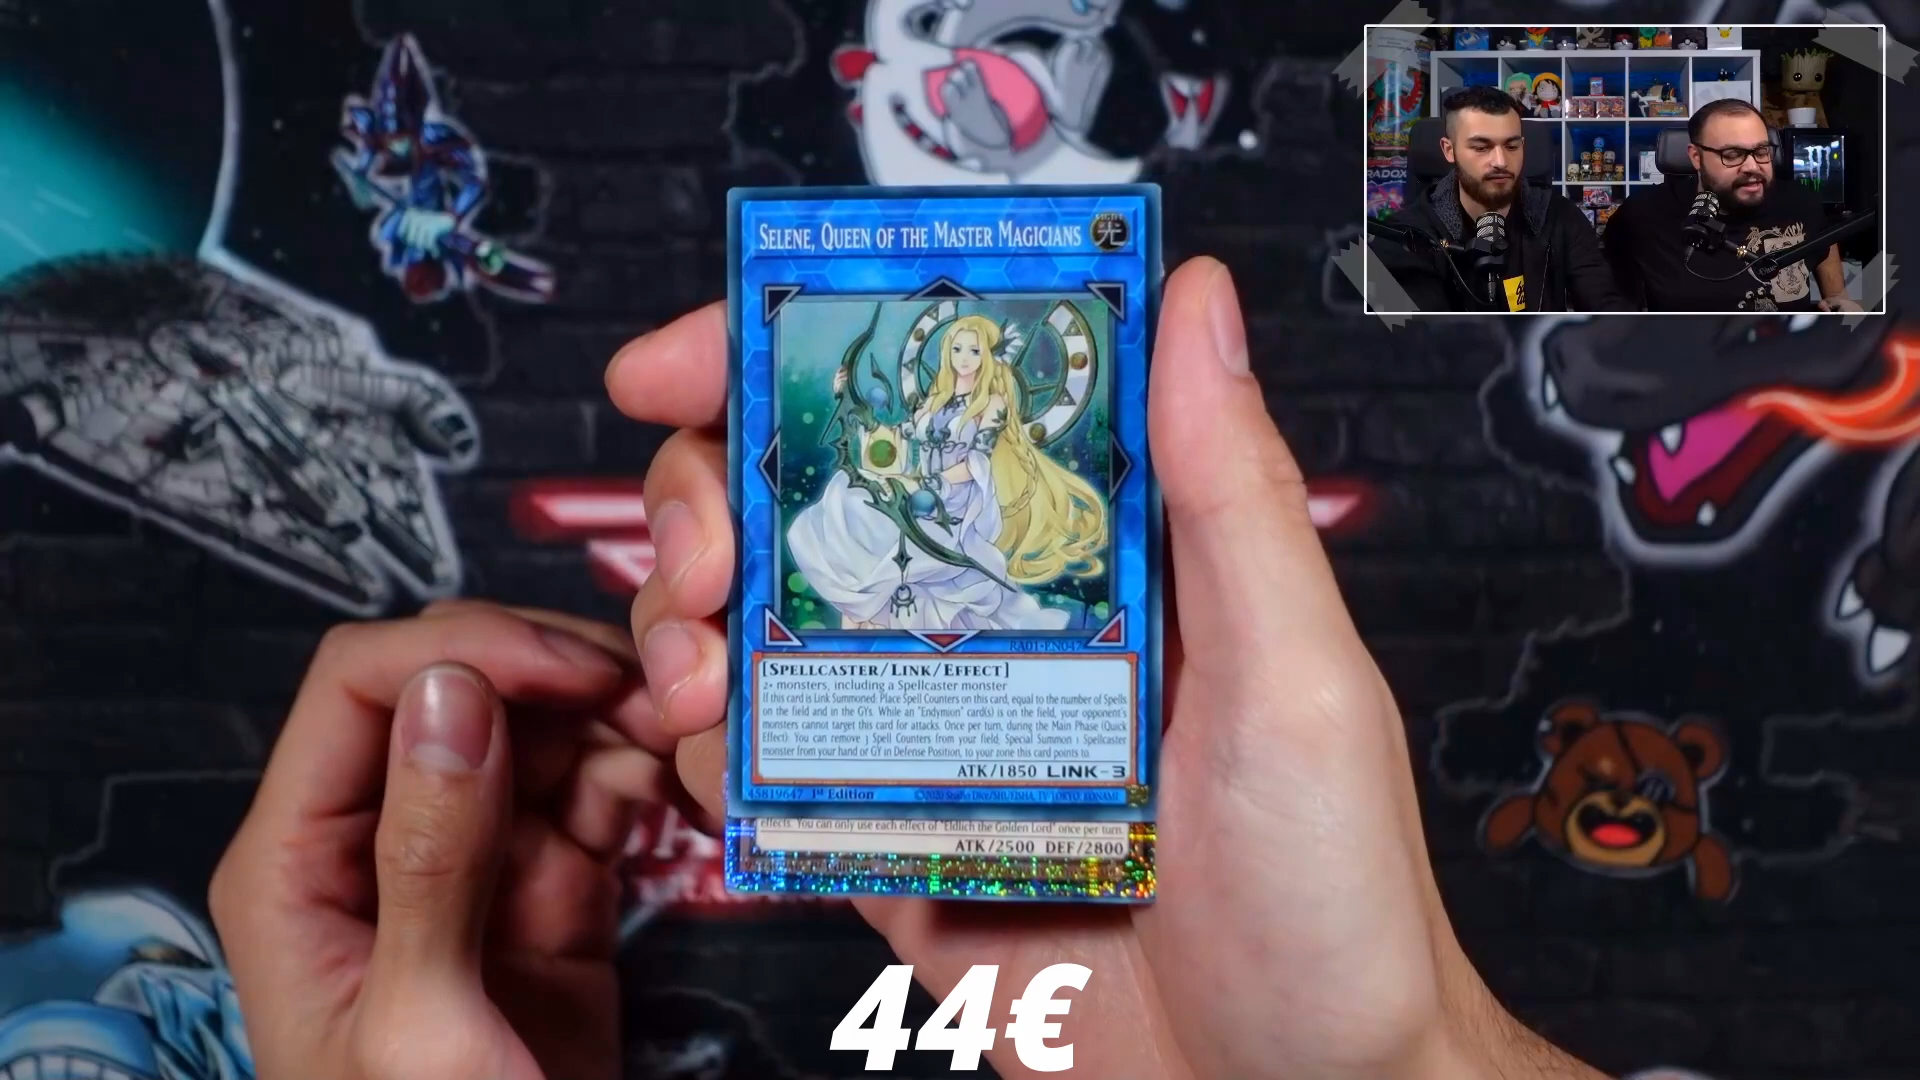 SELENE, QUEEN OF THE MASTER MAGICIANS
光
RA01-EN047
[SPELLCASTER/LINK/EFFECT]
2+ monsters, including a Spellcaster monster
If this card is Link Summoned: Place Spell Counters on this card, equal to the number of Spells
on the field and in the GYs. While an "Endymion" card(s) is on the field, your opponent's
monsters cannot target this card for attacks. Once per turn, during the Main Phase (Quick
Effect): You can remove 3 Spell Counters from your field; Special Summon 1 Spellcaster
monster from your hand or GY in Defense Position, to your zone this card points to.
ATK/1850 LINK-3
45819647 1st Edition
©2020 Studio Dice/SHUEISHA, TV TOKYO, KONAMI
effects. You can only use each effect of "Eldlich the Golden Lord" once per turn.
ATK/2500 DEF/2800
44€